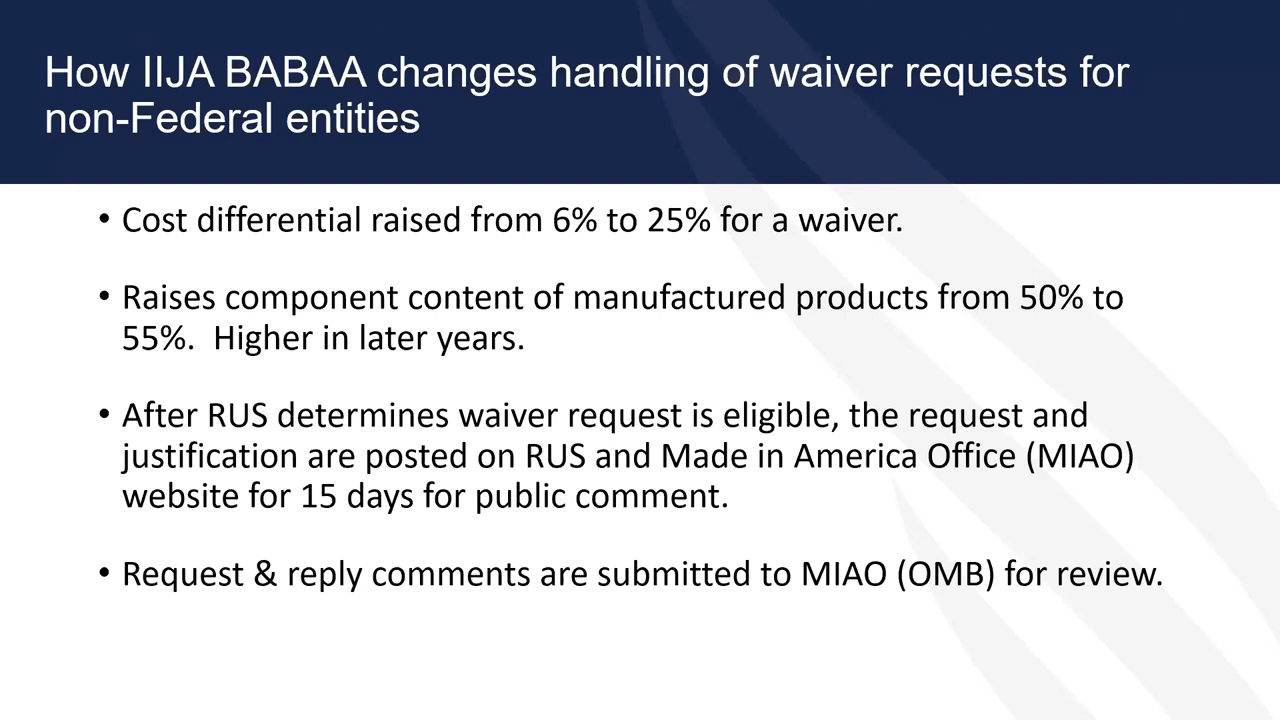 How IIJA BABAA changes handling of waiver requests for
non-Federal entities
• Cost differential raised from 6% to 25% for a waiver.
• Raises component content of manufactured products from 50% to
55%.  Higher in later years.
• After RUS determines waiver request is eligible, the request and
justification are posted on RUS and Made in America Office (MIAO)
website for 15 days for public comment.
• Request & reply comments are submitted to MIAO (OMB) for review.